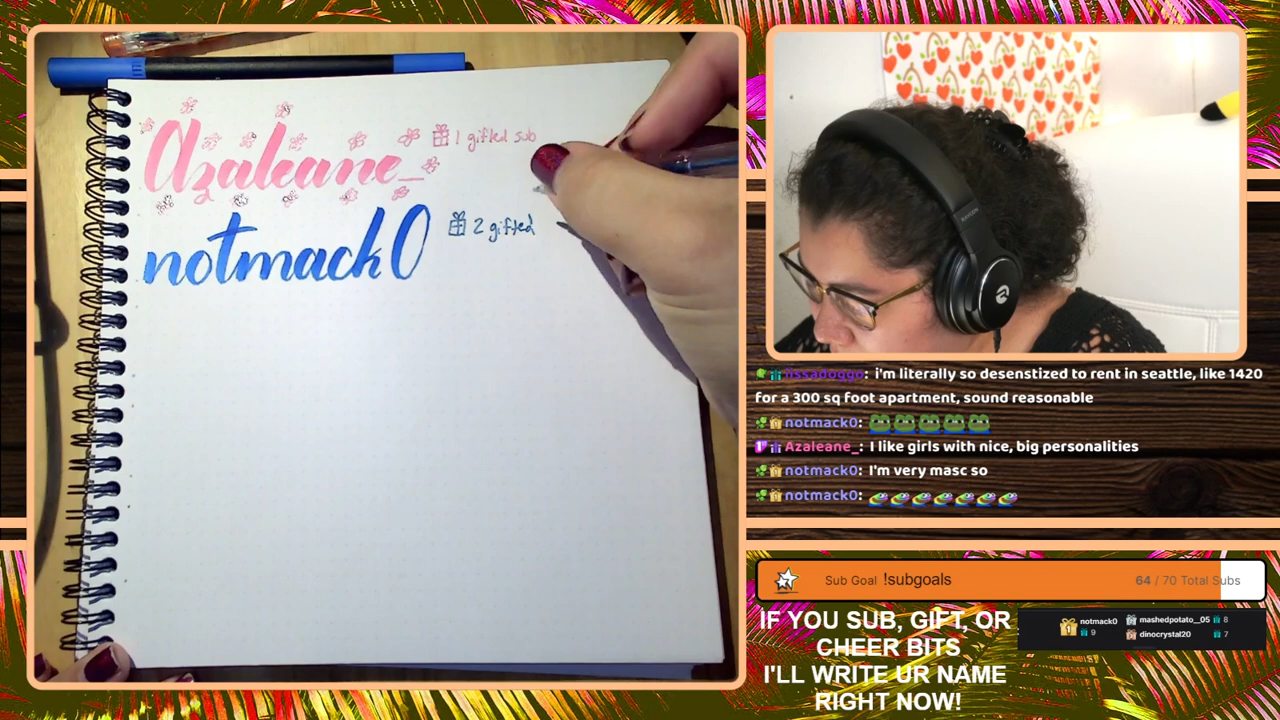 Azaleane_ 1 gifted sub
notmack0 2 gifted
lissadoggo: i'm literally so desenstized to rent in seattle, like 1420
for a 300 sq foot apartment, sound reasonable
notmack0:
Azaleane_: I like girls with nice, big personalities
notmack0: I'm very masc so
notmack0:
Sub Goal !subgoals 64 / 70 Total Subs
IF YOU SUB, GIFT, OR
CHEER BITS
I'LL WRITE UR NAME
RIGHT NOW!
1 notmack0 9
mashedpotato__05 8
dinocrystal20 7